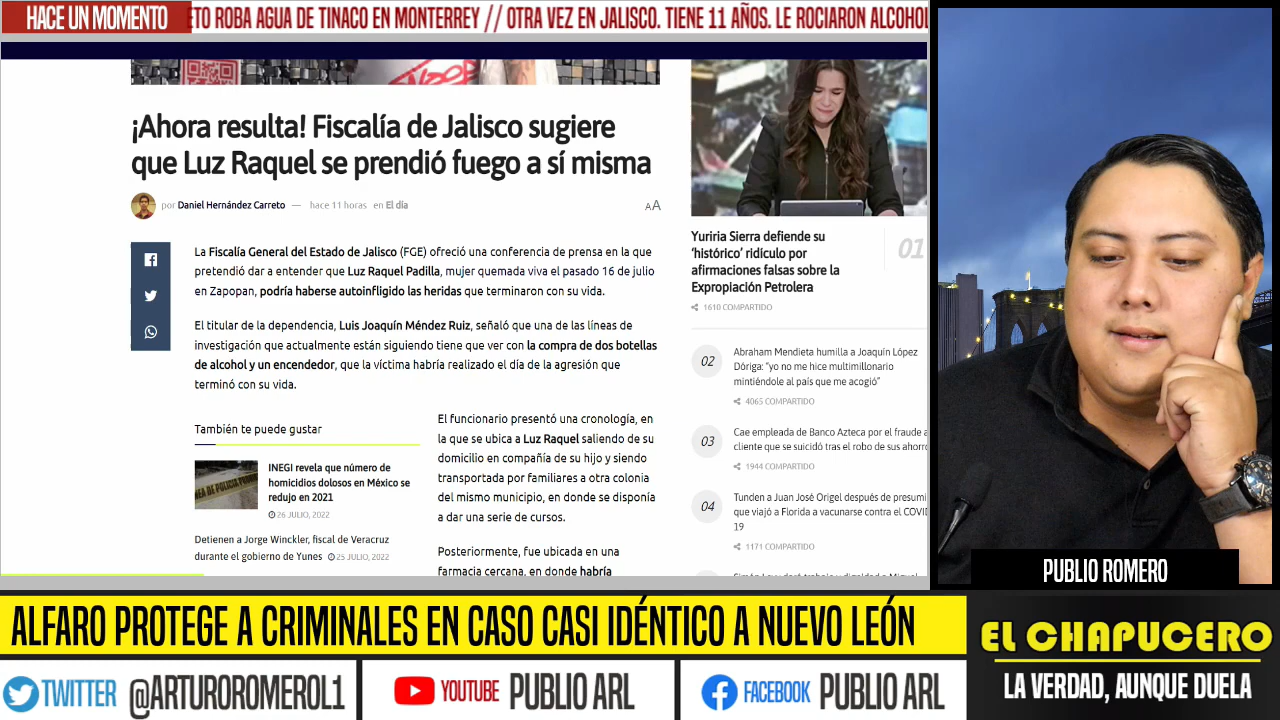 HACE UN MOMENTO
ETO ROBA AGUA DE TINACO EN MONTERREY // OTRA VEZ EN JALISCO. TIENE 11 AÑOS. LE ROCIARON ALCOHOL
¡Ahora resulta! Fiscalía de Jalisco sugiere
que Luz Raquel se prendió fuego a sí misma
por Daniel Hernández Carreto — hace 11 horas en El día
AA
La Fiscalía General del Estado de Jalisco (FGE) ofreció una conferencia de prensa en la que
pretendió dar a entender que Luz Raquel Padilla, mujer quemada viva el pasado 16 de julio
en Zapopan, podría haberse autoinfligido las heridas que terminaron con su vida.
El titular de la dependencia, Luis Joaquín Méndez Ruiz, señaló que una de las líneas de
investigación que actualmente están siguiendo tiene que ver con la compra de dos botellas
de alcohol y un encendedor, que la víctima habría realizado el día de la agresión que
terminó con su vida.
También te puede gustar
INEGI revela que número de
homicidios dolosos en México se
redujo en 2021
26 JULIO, 2022
Detienen a Jorge Winckler, fiscal de Veracruz
durante el gobierno de Yunes 25 JULIO, 2022
El funcionario presentó una cronología, en
la que se ubica a Luz Raquel saliendo de su
domicilio en compañía de su hijo y siendo
transportada por familiares a otra colonia
del mismo municipio, en donde se disponía
a dar una serie de cursos.
Posteriormente, fue ubicada en una
farmacia cercana, en donde habría
Yuriria Sierra defiende su
‘histórico’ ridículo por
afirmaciones falsas sobre la
Expropiación Petrolera
01
1610 COMPARTIDO
02
Abraham Mendieta humilla a Joaquín López
Dóriga: “yo no me hice multimillonario
mintiéndole al país que me acogió”
4065 COMPARTIDO
03
Cae empleada de Banco Azteca por el fraude a
cliente que se suicidó tras el robo de sus ahorro
1944 COMPARTIDO
04
Tunden a Juan José Origel después de presumi
que viajó a Florida a vacunarse contra el COVID
19
1171 COMPARTIDO
PUBLIO ROMERO
ALFARO PROTEGE A CRIMINALES EN CASO CASI IDÉNTICO A NUEVO LEÓN
EL CHAPUCERO
LA VERDAD, AUNQUE DUELA
TWITTER @ARTUROROMEROL1
YOUTUBE PUBLIO ARL
FACEBOOK PUBLIO ARL